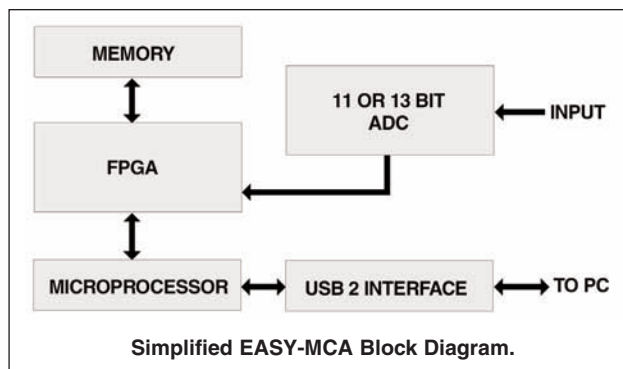 MEMORY
11 OR 13 BIT
ADC
INPUT
FPGA
MICROPROCESSOR
USB 2 INTERFACE
TO PC
Simplified EASY-MCA Block Diagram.